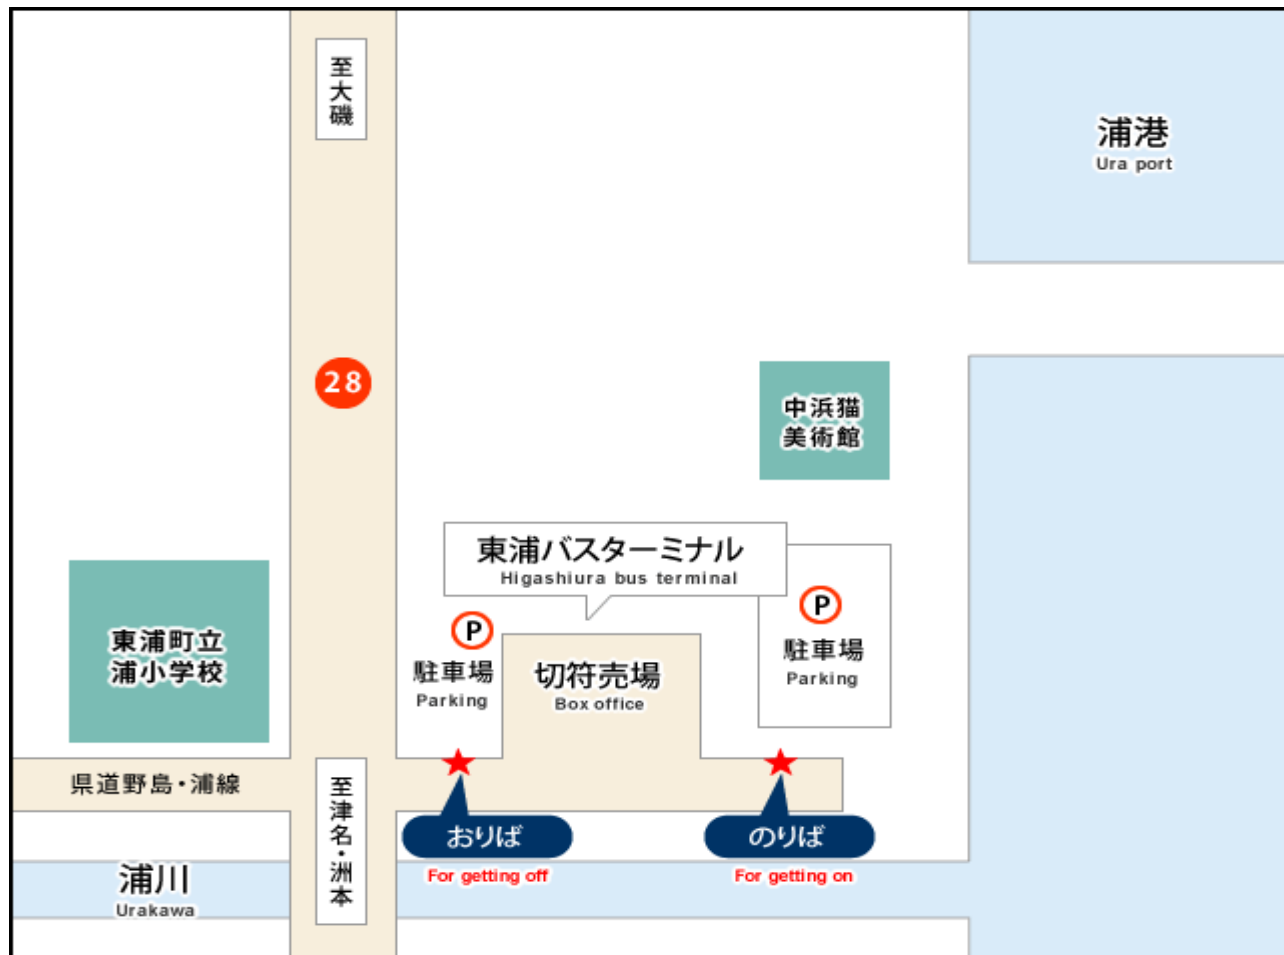 至大磯
浦港
Ura port
28
中浜猫
美術館
東浦バスターミナル
Higashiura bus terminal
P
駐車場
Parking
P
駐車場
Parking
切符売場
Box office
東浦町立
浦小学校
県道野島・浦線
至津名・洲本
おりば
For getting off
のりば
For getting on
浦川
Urakawa